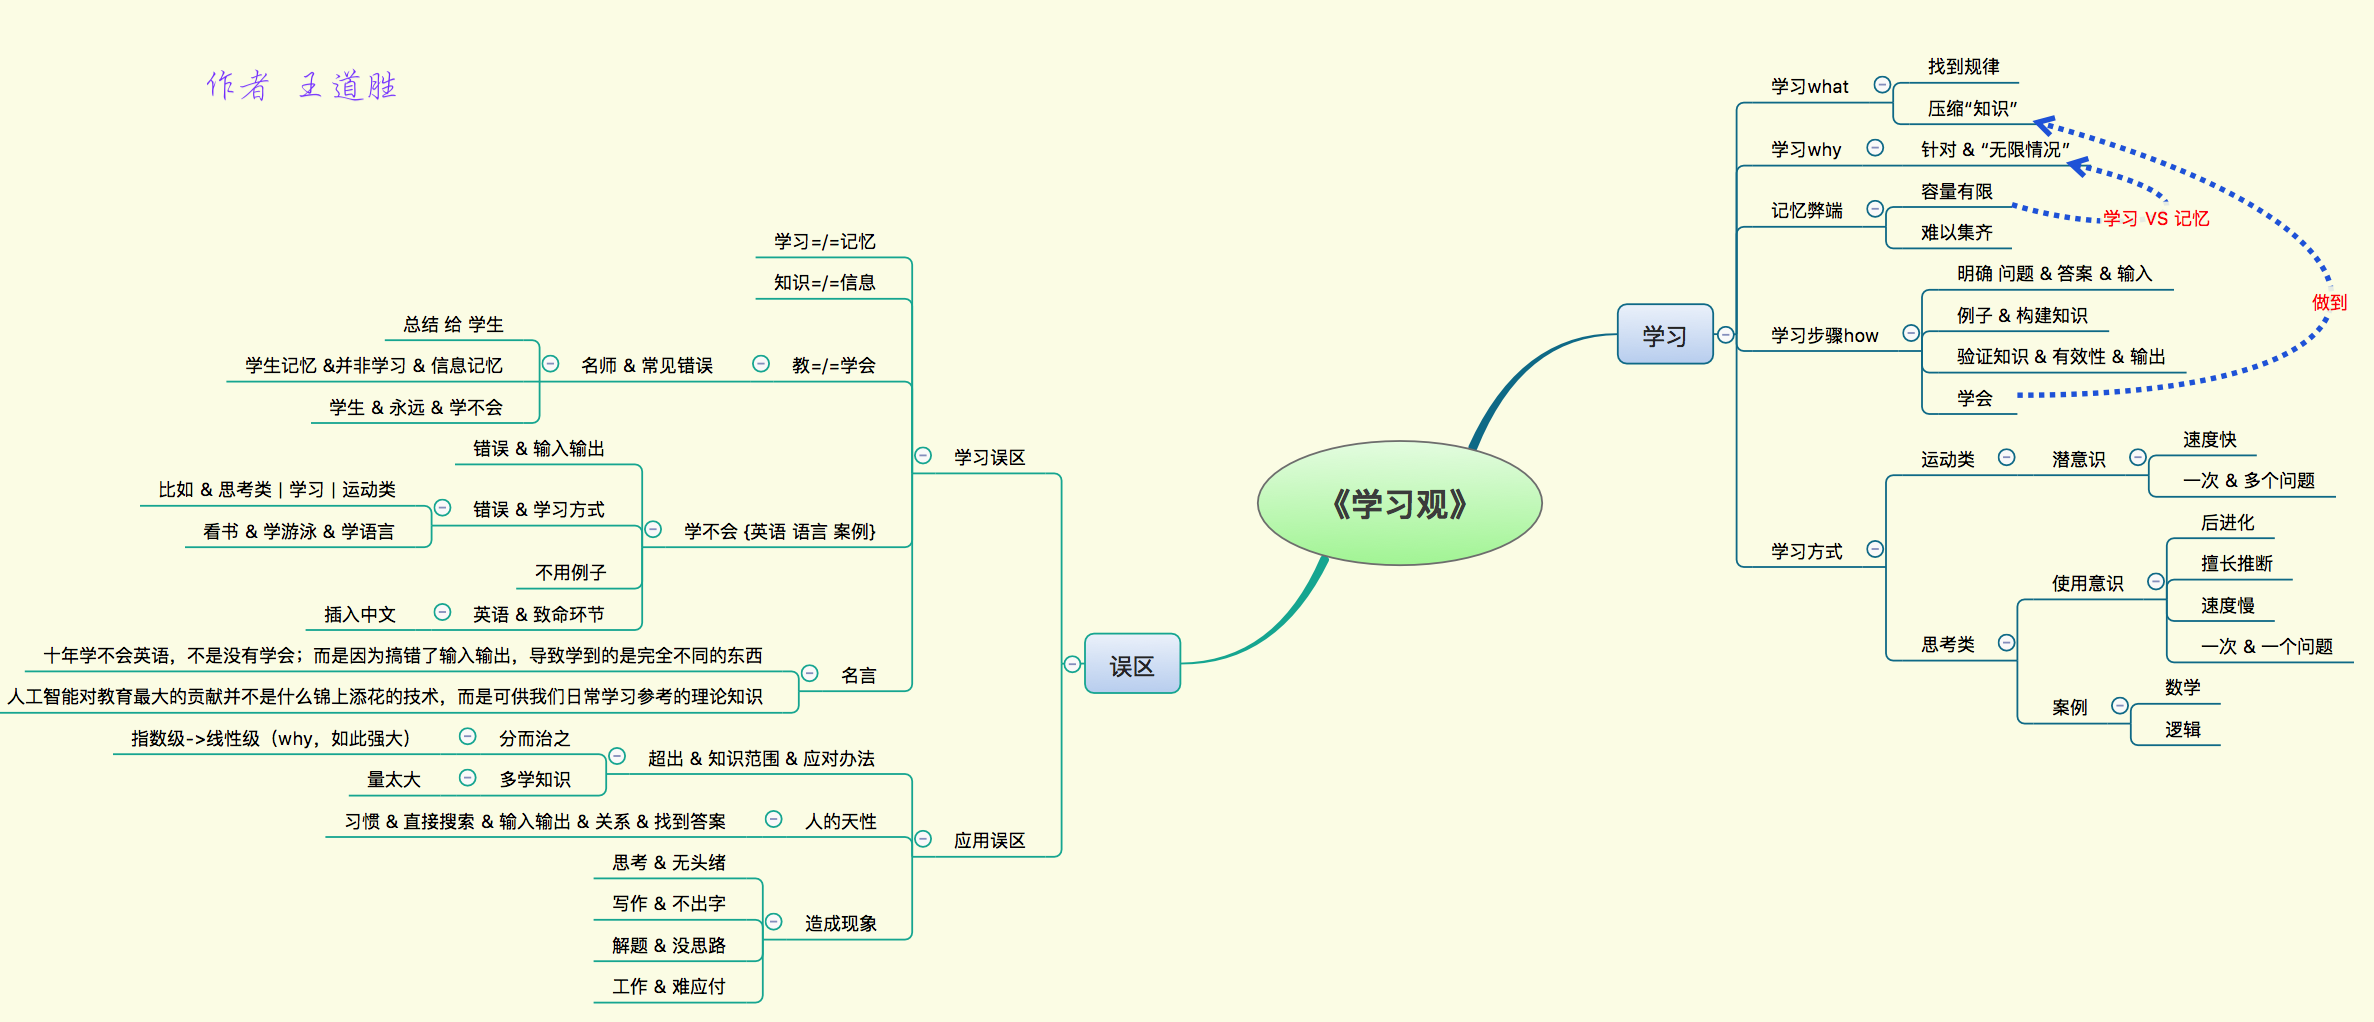 作者 王道胜
《学习观》
学习
学习what
找到规律
压缩“知识”
学习why
针对 & “无限情况”
记忆弊端
容量有限
难以集齐
学习 VS 记忆
学习步骤how
明确 问题 & 答案 & 输入
例子 & 构建知识
验证知识 & 有效性 & 输出
学会
做到
学习方式
运动类
潜意识
速度快
一次 & 多个问题
思考类
使用意识
后进化
擅长推断
速度慢
一次 & 一个问题
案例
数学
逻辑
误区
学习误区
学习=/=记忆
知识=/=信息
教=/=学会
名师 & 常见错误
总结 给 学生
学生记忆 &并非学习 & 信息记忆
学生 & 永远 & 学不会
学不会 {英语 语言 案例}
错误 & 输入输出
错误 & 学习方式
比如 & 思考类 | 学习 | 运动类
看书 & 学游泳 & 学语言
不用例子
英语 & 致命环节
插入中文
名言
十年学不会英语，不是没有学会；而是因为搞错了输入输出，导致学到的是完全不同的东西
人工智能对教育最大的贡献并不是什么锦上添花的技术，而是可供我们日常学习参考的理论知识
应用误区
超出 & 知识范围 & 应对办法
分而治之
指数级->线性级（why，如此强大）
多学知识
量太大
人的天性
习惯 & 直接搜索 & 输入输出 & 关系 & 找到答案
造成现象
思考 & 无头绪
写作 & 不出字
解题 & 没思路
工作 & 难应付